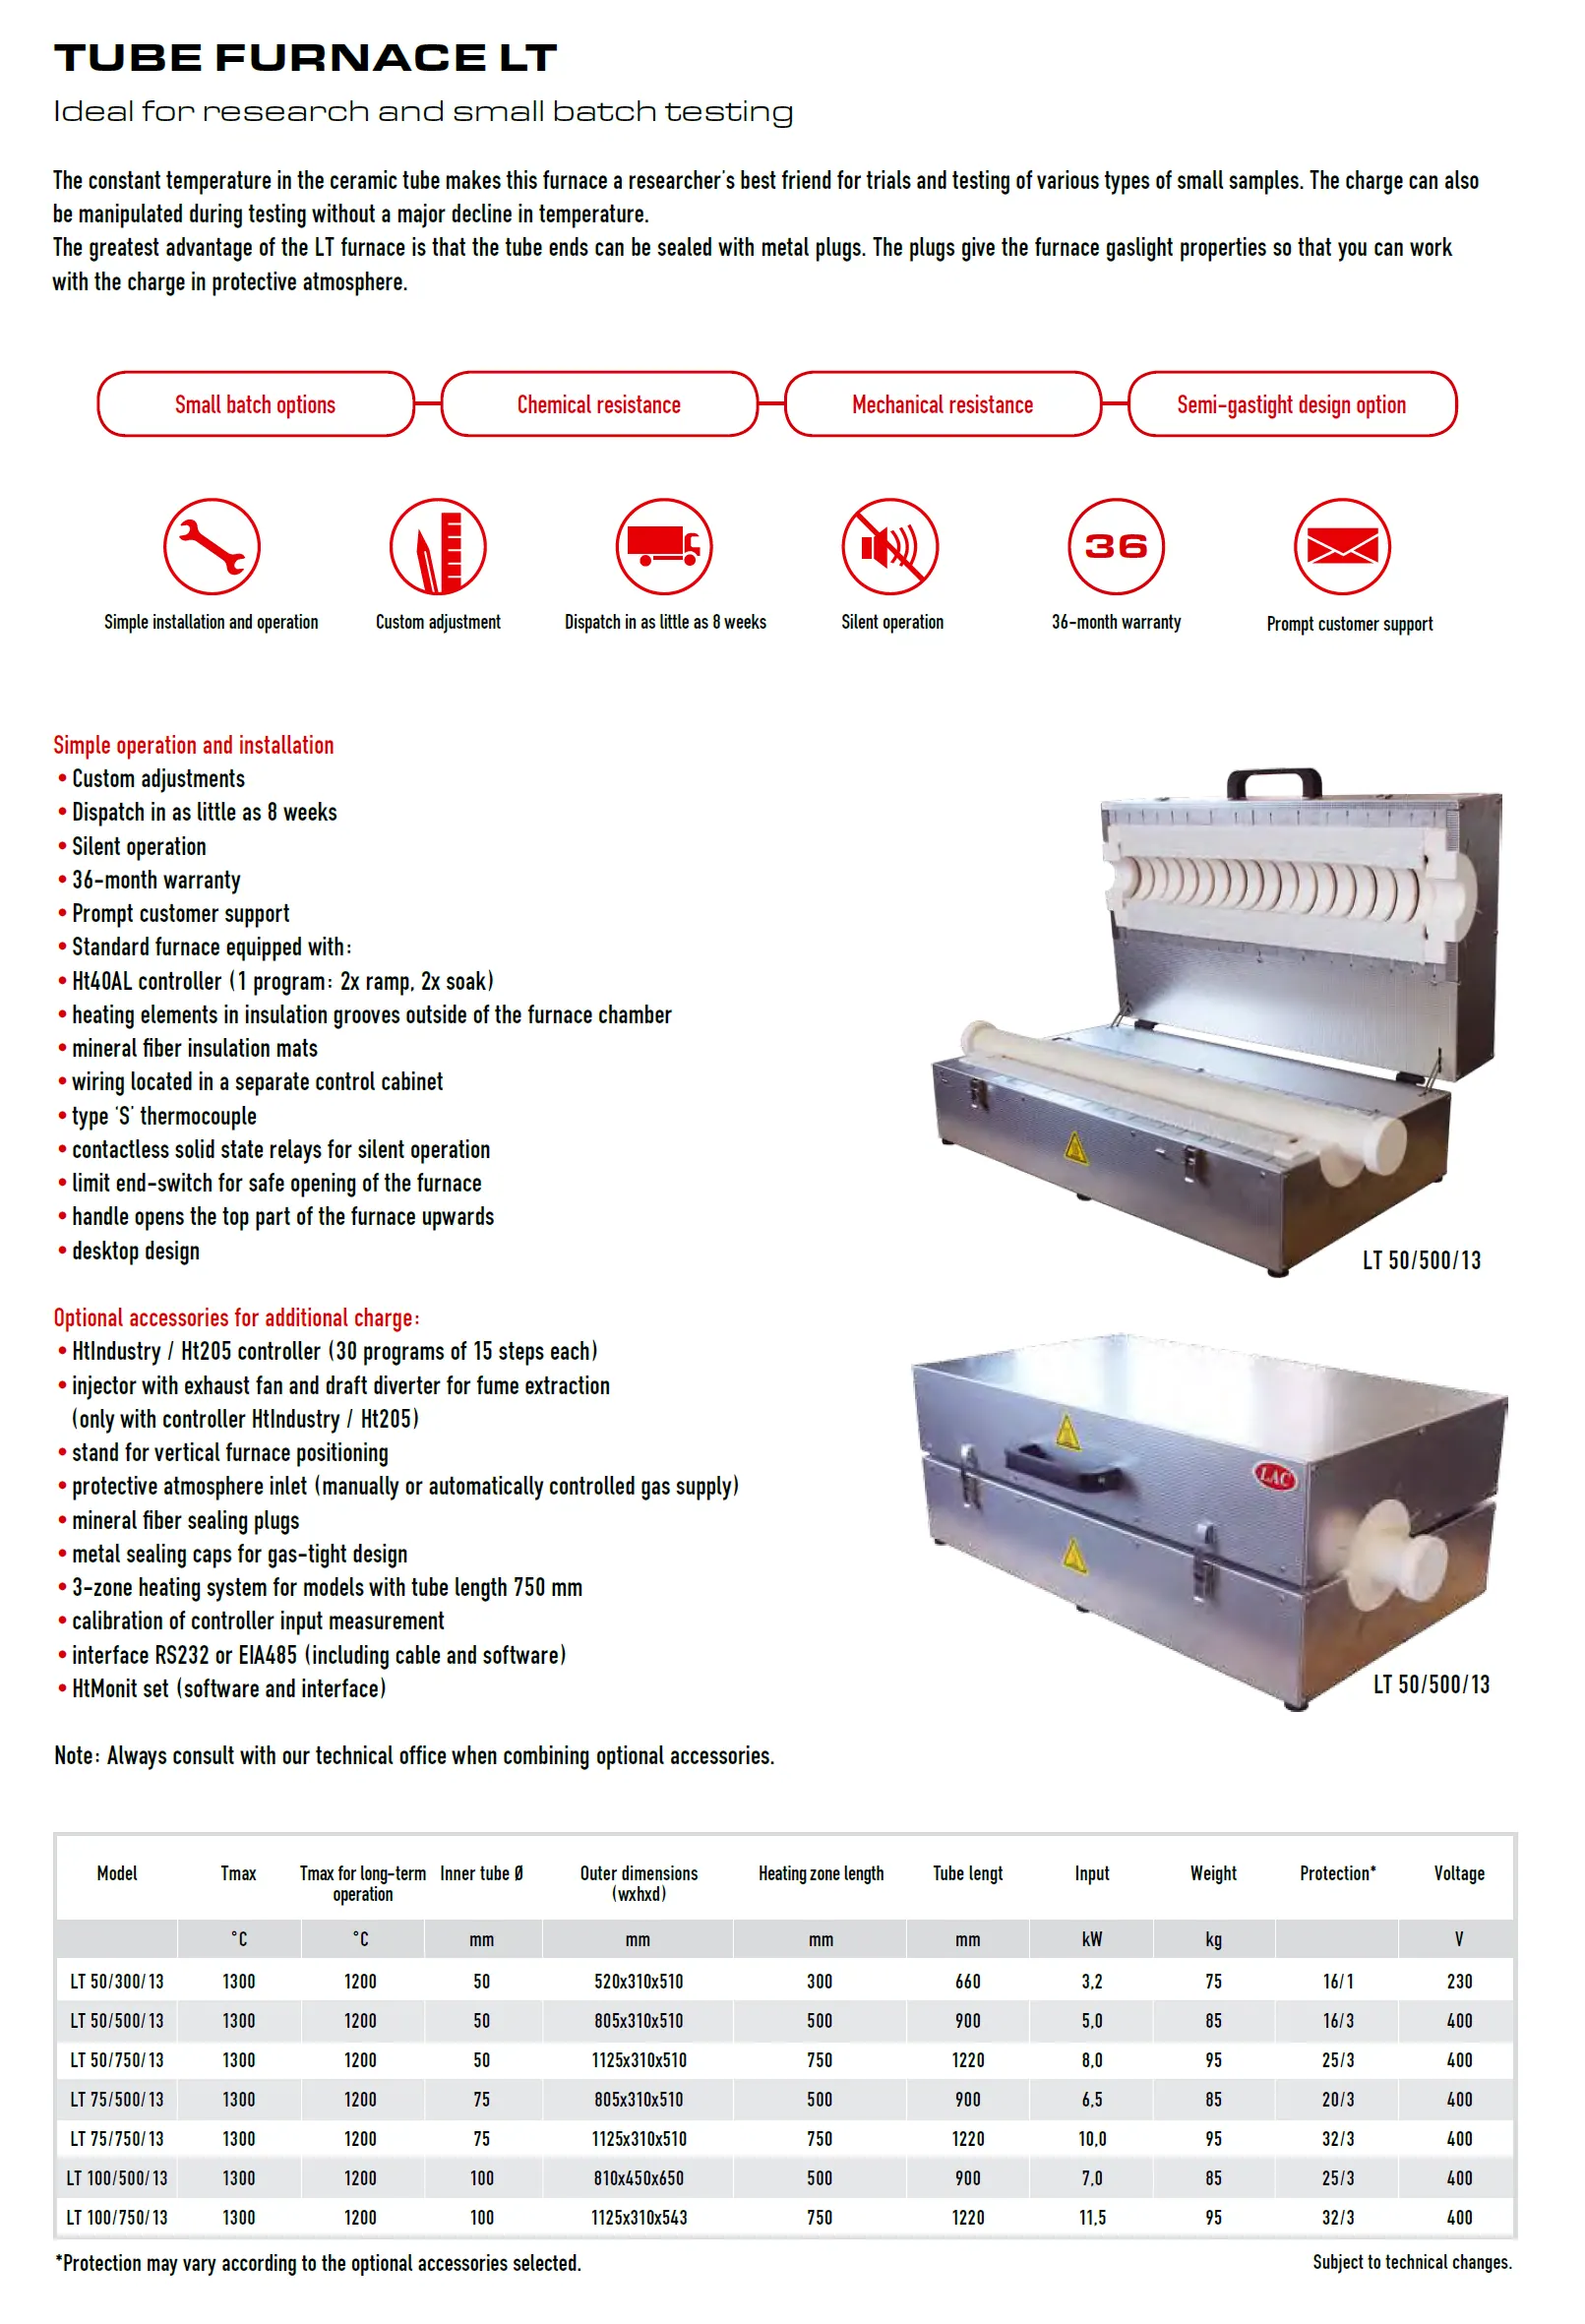 TUBE FURNACE LT
Ideal for research and small batch testing
The constant temperature in the ceramic tube makes this furnace a researcher's best friend for trials and testing of various types of small samples. The charge can also
be manipulated during testing without a major decline in temperature.
The greatest advantage of the LT furnace is that the tube ends can be sealed with metal plugs. The plugs give the furnace gaslight properties so that you can work
with the charge in protective atmosphere.
Small batch options Chemical resistance Mechanical resistance Semi-gastight design option
36
Simple installation and operation Custom adjustment Dispatch in as little as 8 weeks Silent operation 36-month warranty Prompt customer support
Simple operation and installation
• Custom adjustments
• Dispatch in as little as 8 weeks
• Silent operation
• 36-month warranty
• Prompt customer support
• Standard furnace equipped with:
• Ht40AL controller (1 program: 2x ramp, 2x soak)
• heating elements in insulation grooves outside of the furnace chamber
• mineral fiber insulation mats
• wiring located in a separate control cabinet
• type 'S' thermocouple
• contactless solid state relays for silent operation
• limit end-switch for safe opening of the furnace
• handle opens the top part of the furnace upwards
• desktop design
LT 50/500/13
Optional accessories for additional charge:
• HtIndustry / Ht205 controller (30 programs of 15 steps each)
• injector with exhaust fan and draft diverter for fume extraction
(only with controller HtIndustry / Ht205)
• stand for vertical furnace positioning
• protective atmosphere inlet (manually or automatically controlled gas supply)
• mineral fiber sealing plugs
• metal sealing caps for gas-tight design
• 3-zone heating system for models with tube length 750 mm
• calibration of controller input measurement
• interface RS232 or EIA485 (including cable and software)
• HtMonit set (software and interface)
LAC
LT 50/500/13
Note: Always consult with our technical office when combining optional accessories.
Model Tmax Tmax for long-term Inner tube Ø Outer dimensions Heating zone length Tube lengt Input Weight Protection* Voltage
operation (wxhxd)
°C °C mm mm mm mm kW kg V
LT 50/300/13 1300 1200 50 520x310x510 300 660 3,2 75 16/1 230
LT 50/500/13 1300 1200 50 805x310x510 500 900 5,0 85 16/3 400
LT 50/750/13 1300 1200 50 1125x310x510 750 1220 8,0 95 25/3 400
LT 75/500/13 1300 1200 75 805x310x510 500 900 6,5 85 20/3 400
LT 75/750/13 1300 1200 75 1125x310x510 750 1220 10,0 95 32/3 400
LT 100/500/13 1300 1200 100 810x450x650 500 900 7,0 85 25/3 400
LT 100/750/13 1300 1200 100 1125x310x543 750 1220 11,5 95 32/3 400
*Protection may vary according to the optional accessories selected.
Subject to technical changes.